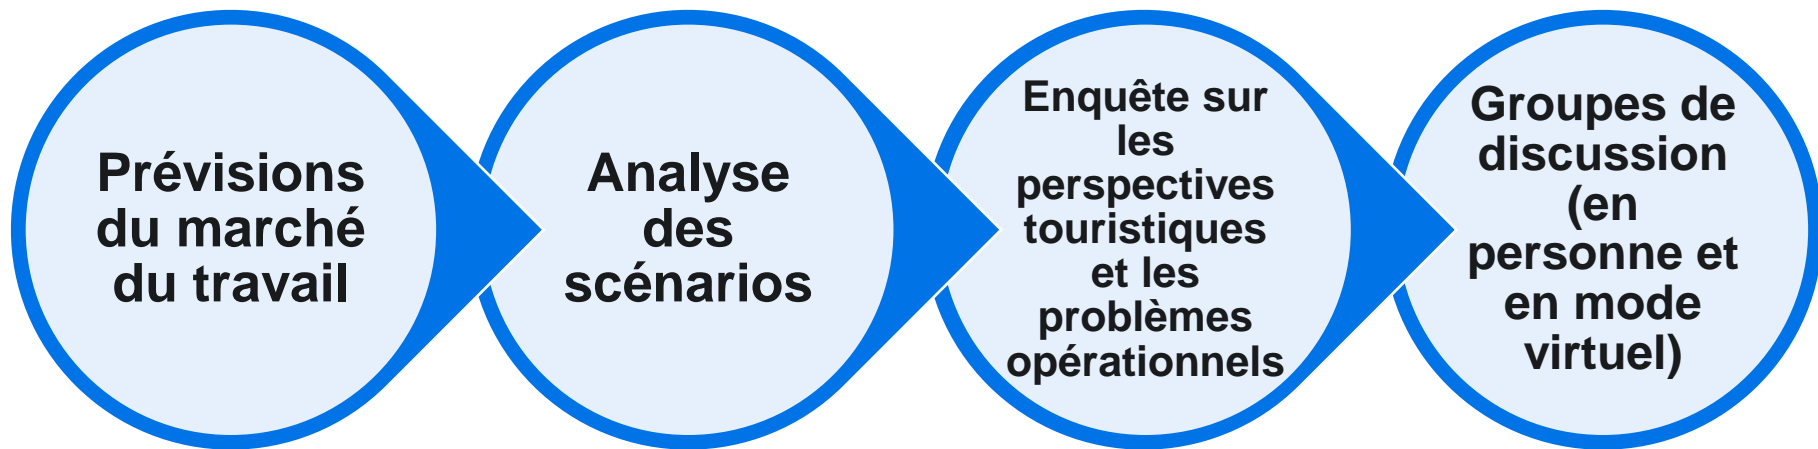 Prévisions
du marché
du travail
Analyse
des
scénarios
Enquête sur
les
perspectives
touristiques
et les
problèmes
opérationnels
Groupes de
discussion
(en
personne et
en mode
virtuel)